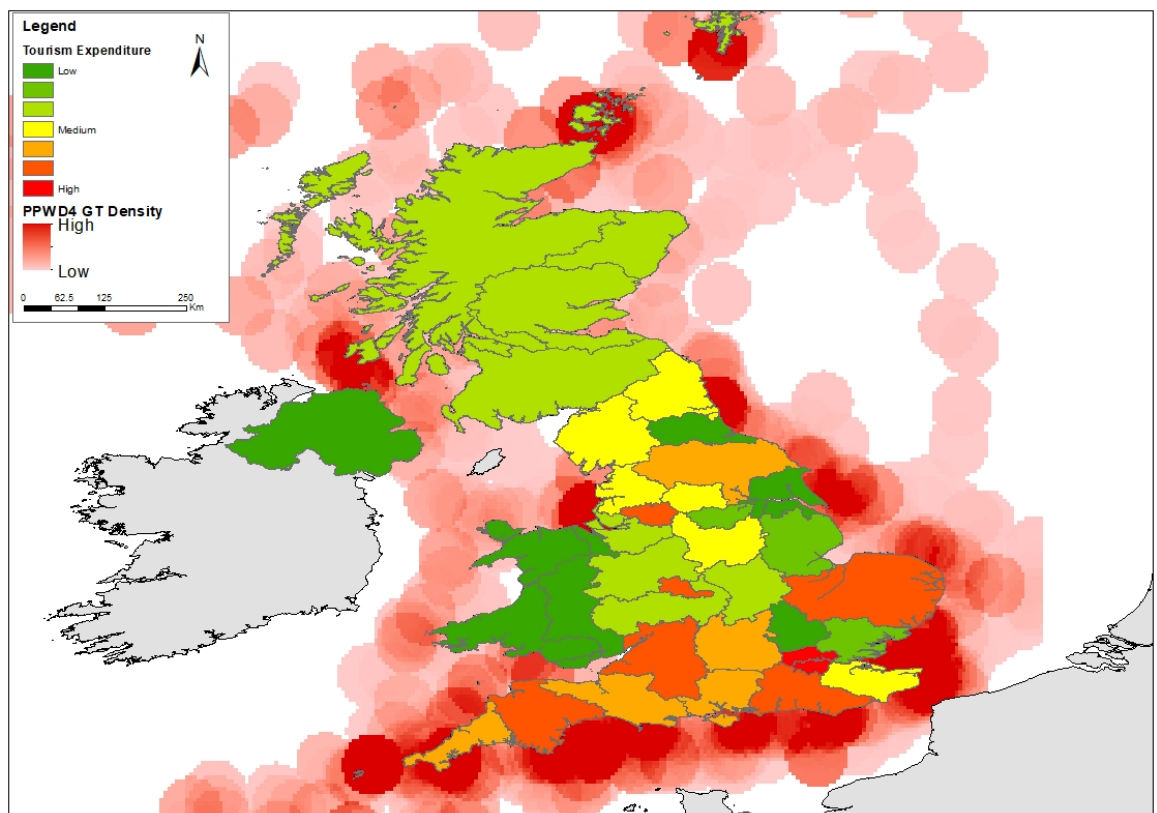 Legend
Tourism Expenditure
N
Low
Medium
High
PPWD4 GT Density
High
Low
0 62.5 125 250
Km